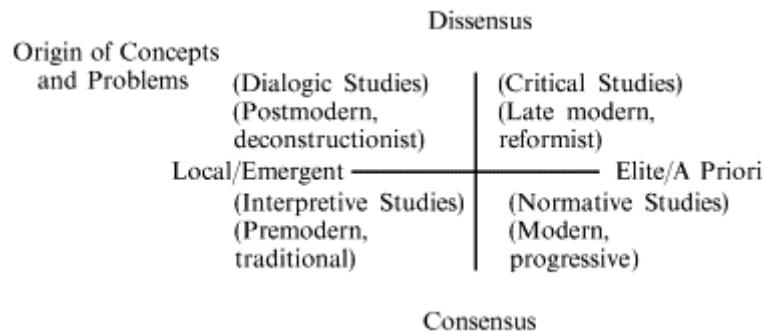 Dissensus
Origin of Concepts
and Problems
(Dialogic Studies)
(Postmodern,
deconstructionist)
(Critical Studies)
(Late modern,
reformist)
Local/Emergent
Elite/A Priori
(Interpretive Studies)
(Premodern,
traditional)
(Normative Studies)
(Modern,
progressive)
Consensus